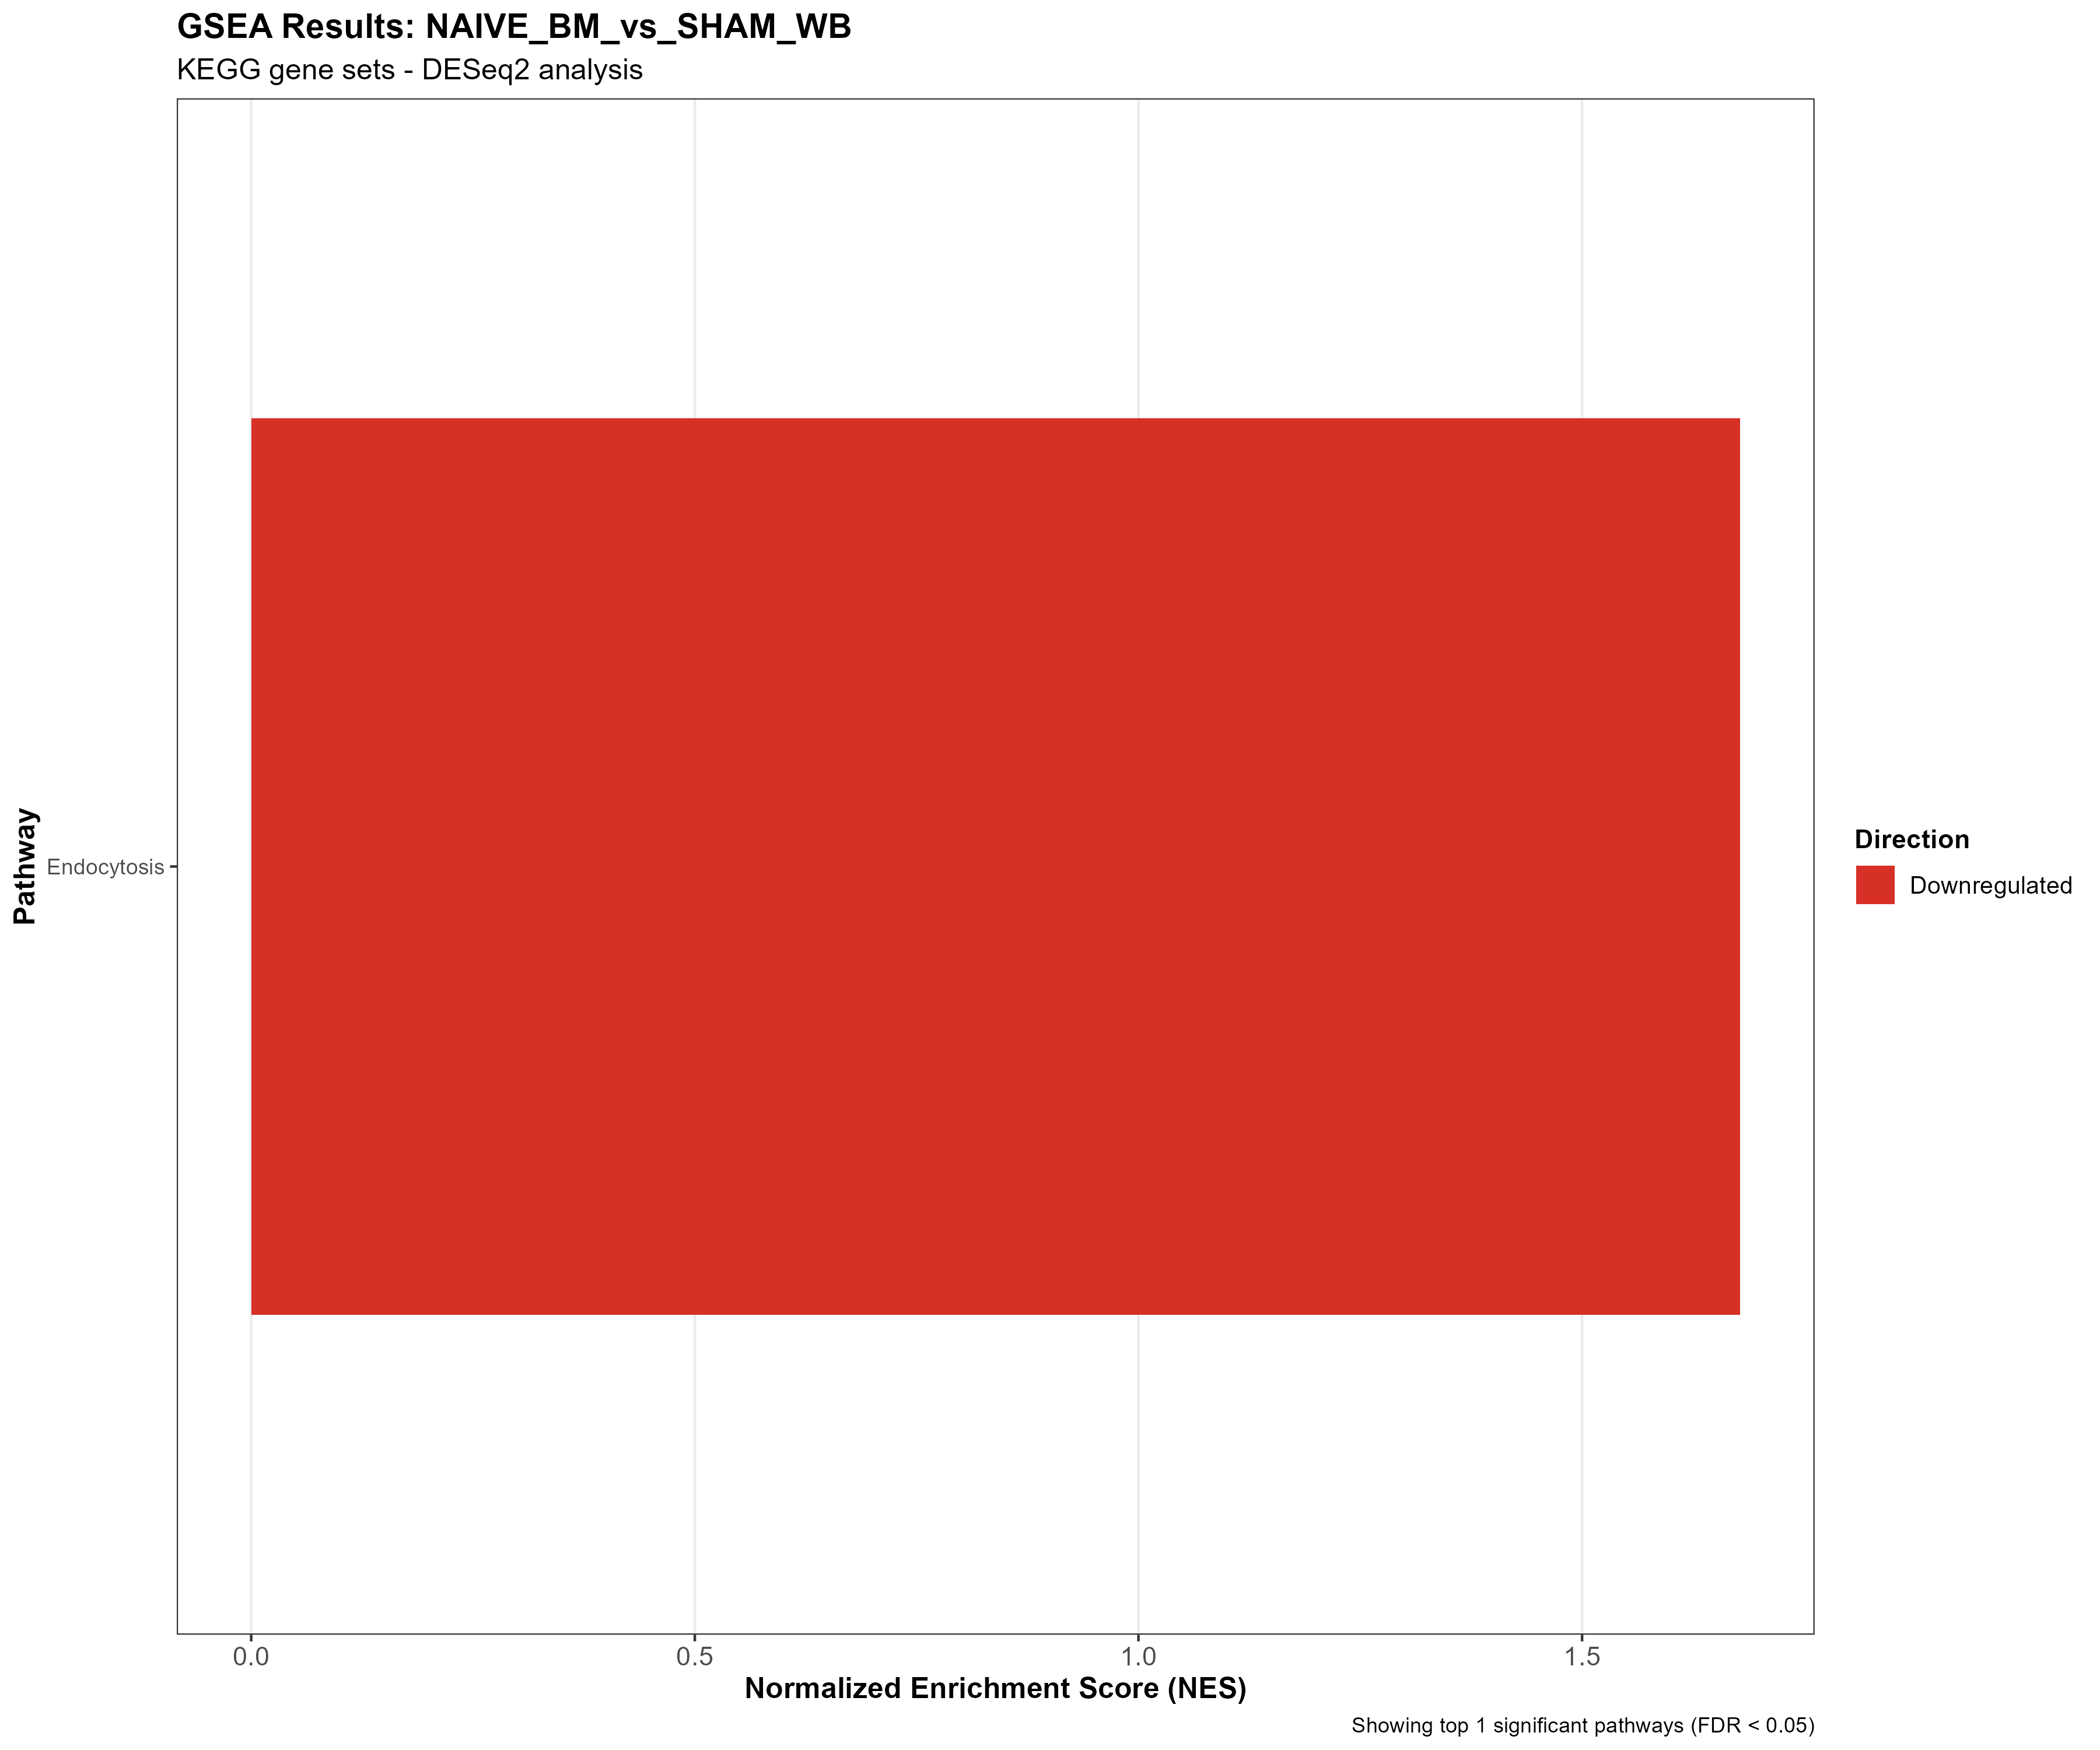 GSEA Results: NAIVE_BM_vs_SHAM_WB
KEGG gene sets - DESeq2 analysis
Pathway
Endocytosis
Direction
Downregulated
0.0 0.5 1.0 1.5
Normalized Enrichment Score (NES)
Showing top 1 significant pathways (FDR < 0.05)